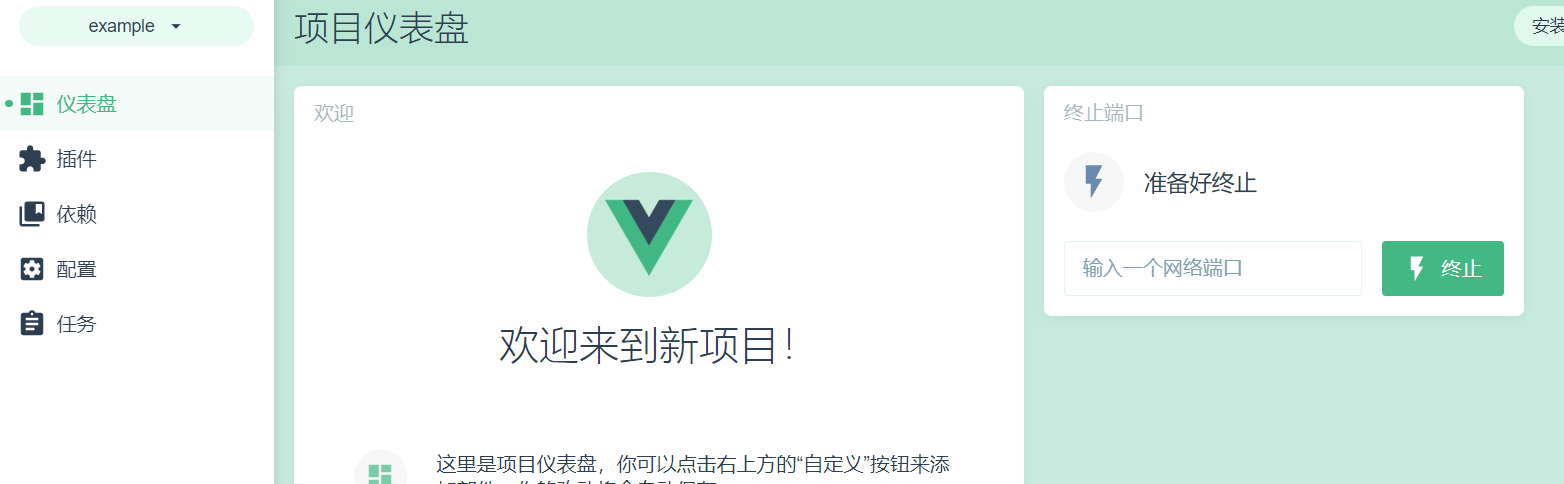 example
项目仪表盘
安装
仪表盘
插件
依赖
配置
任务
欢迎
欢迎来到新项目！
这里是项目仪表盘，你可以点击右上方的“自定义”按钮来添
终止端口
准备好终止
输入一个网络端口
终止